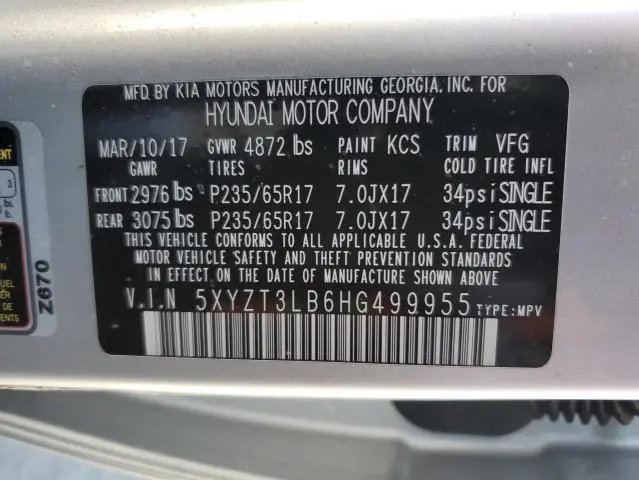 MFD. BY KIA MOTORS MANUFACTURING GEORGIA, INC. FOR
HYUNDAI MOTOR COMPANY
MAR/10/17 GVWR 4872 lbs PAINT KCS TRIM VFG
GAWR TIRES RIMS COLD TIRE INFL
FRONT 2976 lbs P235/65R17 7.0JX17 34psi SINGLE
REAR 3075 lbs P235/65R17 7.0JX17 34psi SINGLE
THIS VEHICLE CONFORMS TO ALL APPLICABLE U.S.A. FEDERAL
MOTOR VEHICLE SAFETY AND THEFT PREVENTION STANDARDS
IN EFFECT ON THE DATE OF MANUFACTURE SHOWN ABOVE.
V.I.N 5XYZT3LB6HG499955 TYPE:MPV
Z670
3
lbs.
lb.